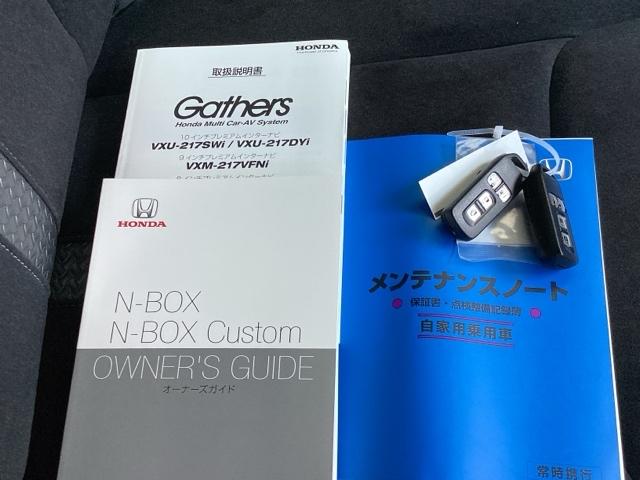 HONDA
取扱説明書
Gathers
Honda Multi Car-AV System
10インチプレミアムインターナビ
VXU-217SWi / VXU-217DYi
9インチプレミアムインターナビ
VXM-217VFNi
HONDA
N-BOX
N-BOX Custom
OWNER'S GUIDE
オーナーズガイド
メンテナンスノート
保証書・点検整備記録簿
自家用乗用車
常時携行